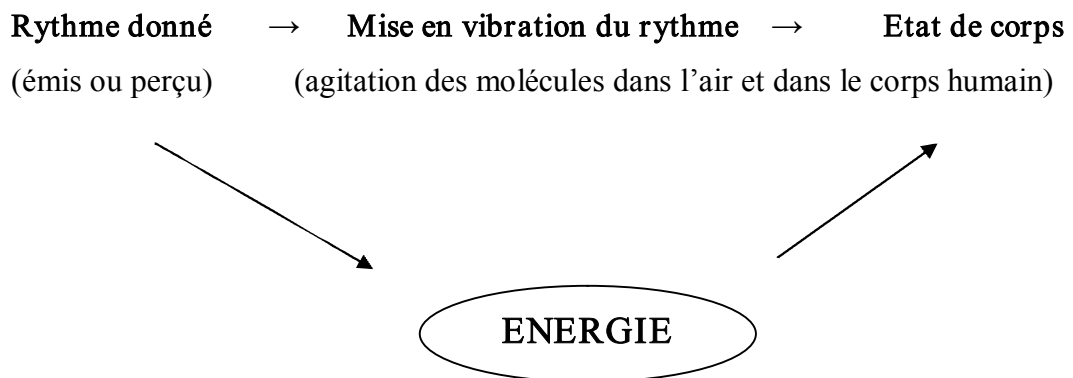 Rythme donné → Mise en vibration du rythme → Etat de corps
(émis ou perçu) (agitation des molécules dans l’air et dans le corps humain)
ENERGIE